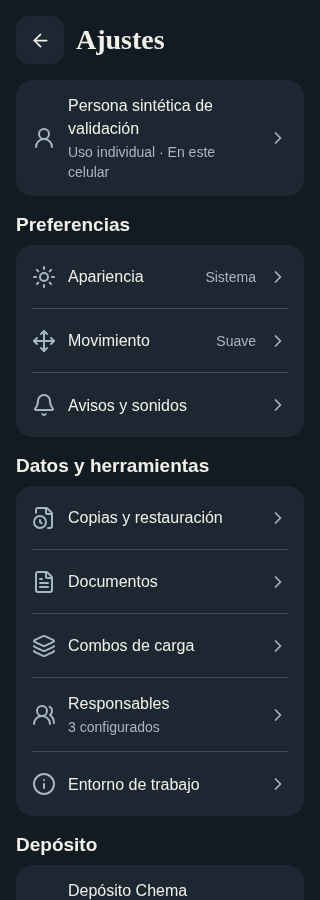 Ajustes
Persona sintética de
validación
Uso individual · En este
celular
Preferencias
Apariencia Sistema
Movimiento Suave
Avisos y sonidos
Datos y herramientas
Copias y restauración
Documentos
Combos de carga
Responsables
3 configurados
Entorno de trabajo
Depósito
Depósito Chema